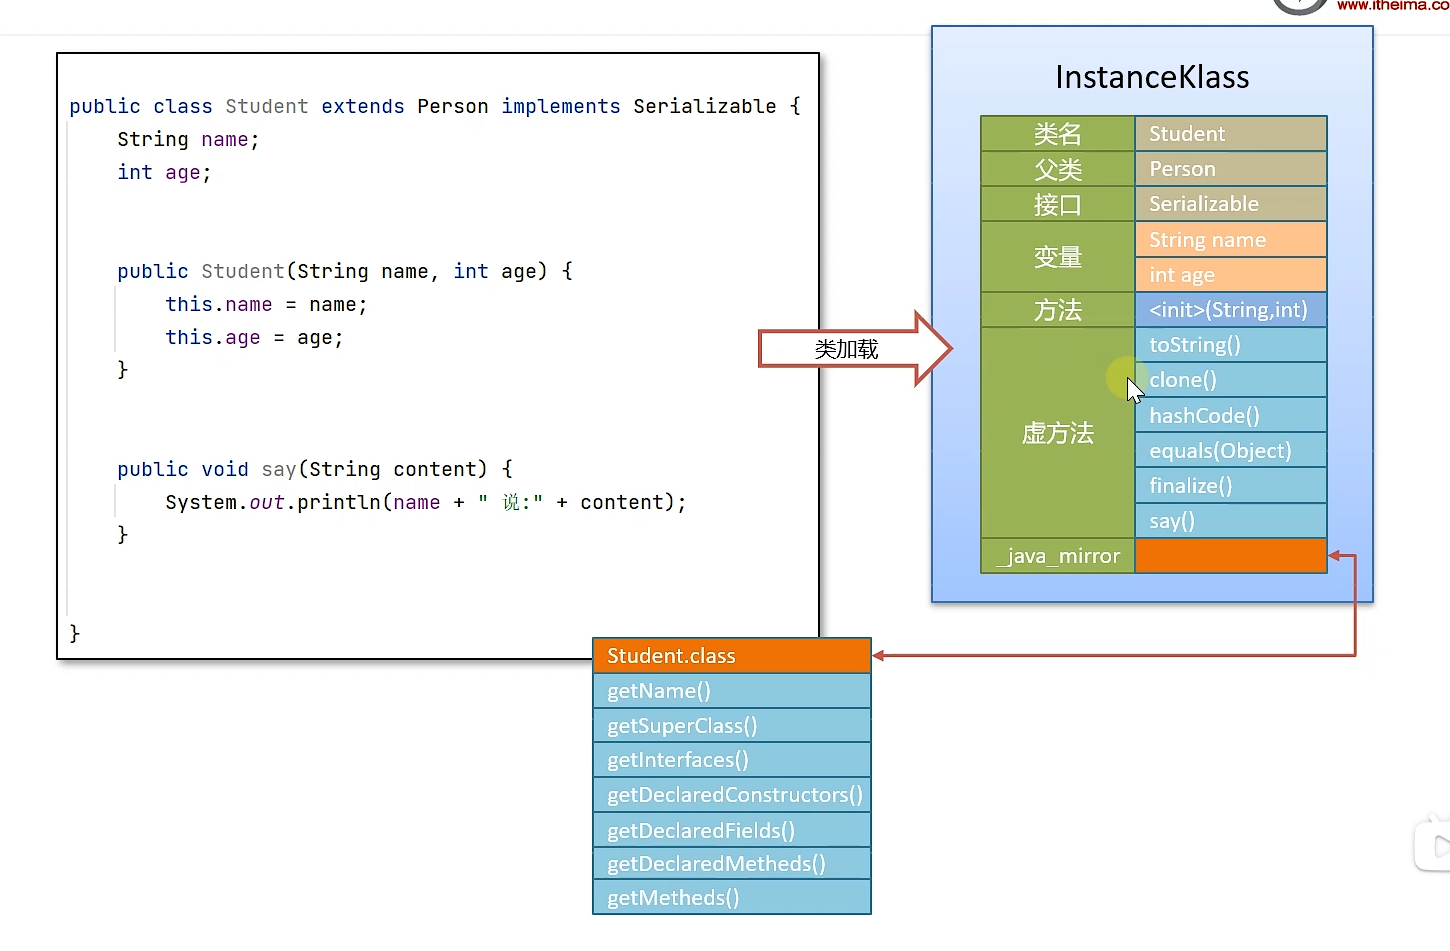 www.itheima.co
public class Student extends Person implements Serializable {
String name;
int age;
public Student(String name, int age) {
this.name = name;
this.age = age;
}
public void say(String content) {
System.out.println(name + " 说:" + content);
}
}
类加载
InstanceKlass
类名 Student
父类 Person
接口 Serializable
变量 String name
int age
方法 <init>(String,int)
虚方法 toString()
clone()
hashCode()
equals(Object)
finalize()
say()
_java_mirror
Student.class
getName()
getSuperClass()
getInterfaces()
getDeclaredConstructors()
getDeclaredFields()
getDeclaredMetheds()
getMetheds()